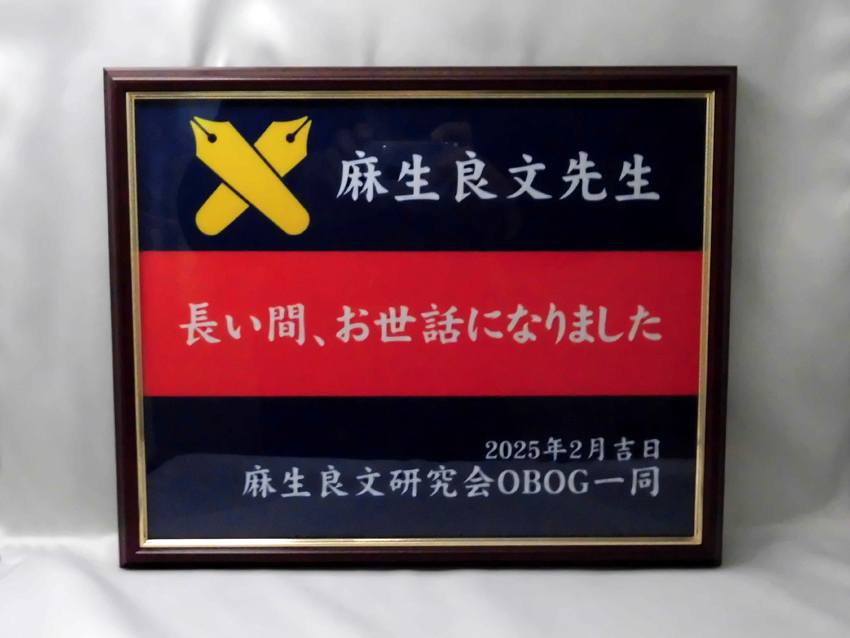 麻生良文先生
長い間、お世話になりました
2025年2月吉日
麻生良文研究会OBOG一同